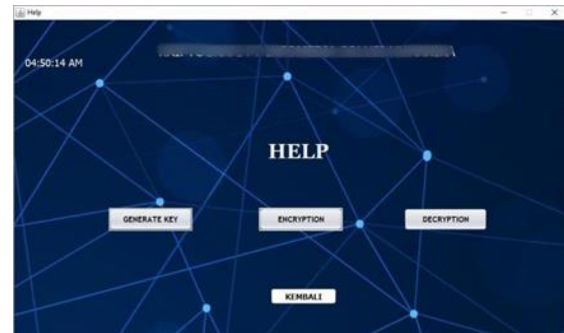 Help
04:50:14 AM
HELP
GENERATE KEY
ENCRYPTION
DECRYPTION
KEMBALI